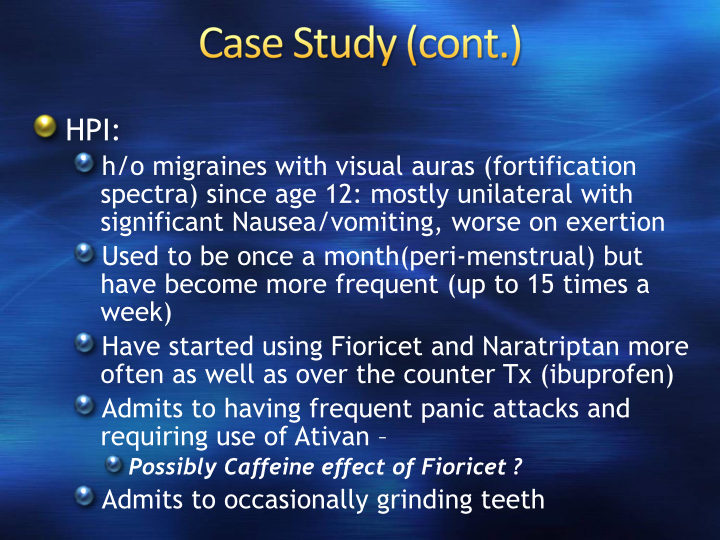 Case Study (cont.)
HPI:
h/o migraines with visual auras (fortification
spectra) since age 12: mostly unilateral with
significant Nausea/vomiting, worse on exertion
Used to be once a month(peri-menstrual) but
have become more frequent (up to 15 times a
week)
Have started using Fioricet and Naratriptan more
often as well as over the counter Tx (ibuprofen)
Admits to having frequent panic attacks and
requiring use of Ativan –
Possibly Caffeine effect of Fioricet ?
Admits to occasionally grinding teeth